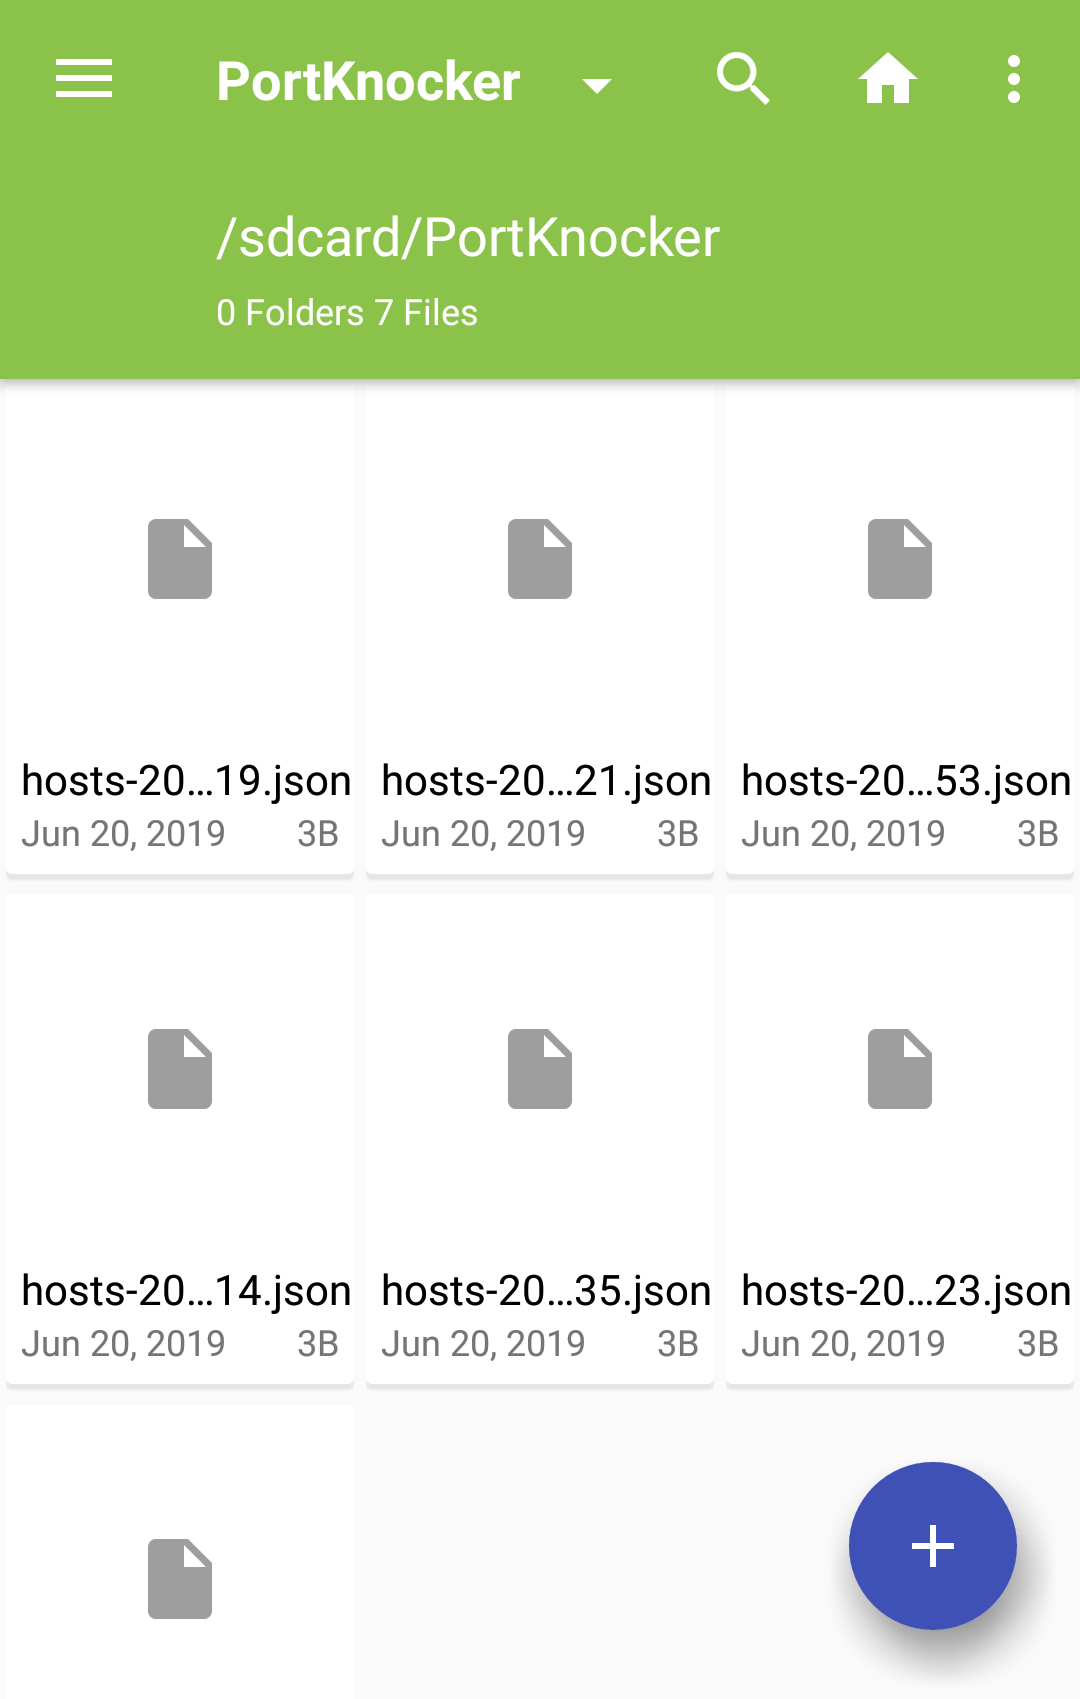 PortKnocker
/sdcard/PortKnocker
0 Folders 7 Files
hosts-20...19.json
Jun 20, 2019 3B
hosts-20...21.json
Jun 20, 2019 3B
hosts-20...53.json
Jun 20, 2019 3B
hosts-20...14.json
Jun 20, 2019 3B
hosts-20...35.json
Jun 20, 2019 3B
hosts-20...23.json
Jun 20, 2019 3B